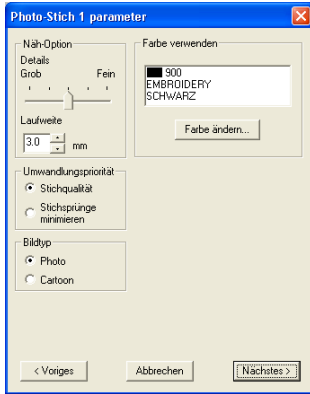 Photo-Stich 1 parameter
Näh-Option
Details
Grob Fein
Laufweite
3.0 mm
Umwandlungspriorität
Stichqualität
Stichsprünge
minimieren
Bildtyp
Photo
Cartoon
Farbe verwenden
900
EMBROIDERY
SCHWARZ
Farbe ändern...
< Voriges
Abbrechen
Nächstes >